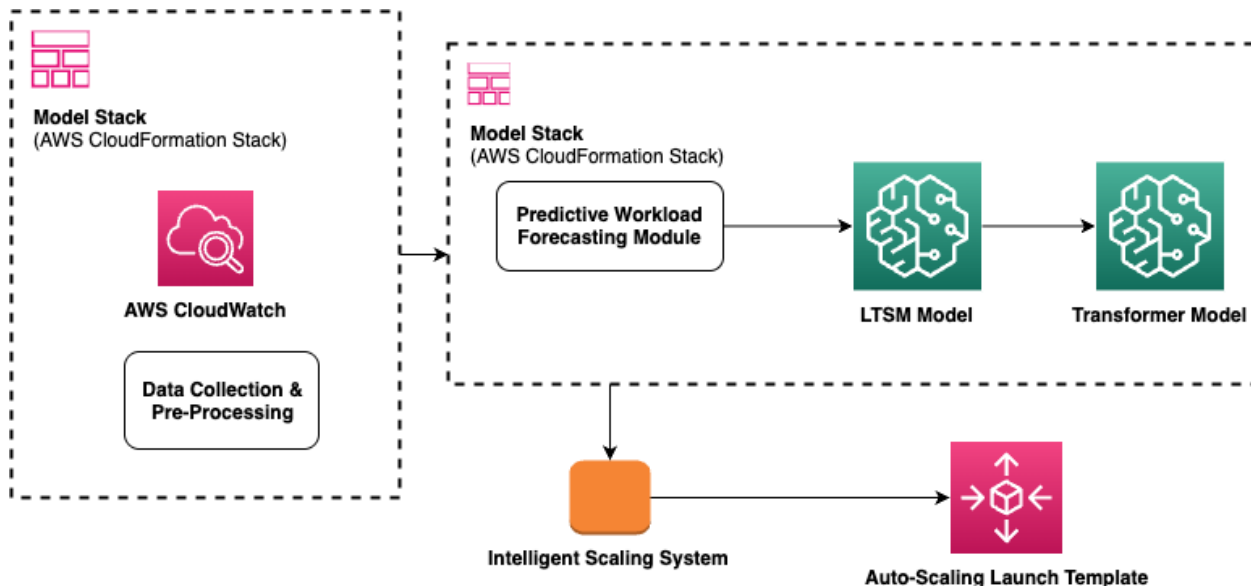 Model Stack
(AWS CloudFormation Stack)
AWS CloudWatch
Data Collection &
Pre-Processing
Model Stack
(AWS CloudFormation Stack)
Predictive Workload
Forecasting Module
LTSM Model
Transformer Model
Intelligent Scaling System
Auto-Scaling Launch Template